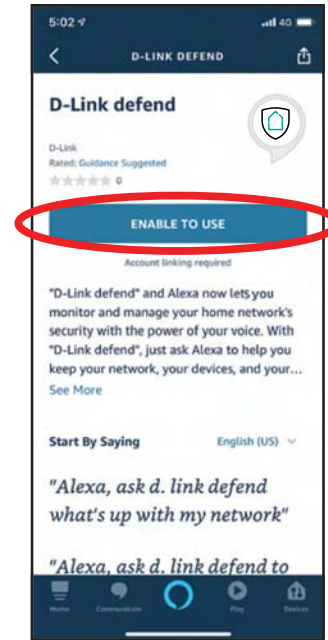 5:02 4G
D-LINK DEFEND
D-Link defend
D-Link
Rated: Guidance Suggested
0
ENABLE TO USE
Account linking required
"D-Link defend" and Alexa now lets you
monitor and manage your home network's
security with the power of your voice. With
"D-Link defend", just ask Alexa to help you
keep your network, your devices, and your...
See More
Start By Saying English (US)
"Alexa, ask d. link defend
what's up with my network"
"Alexa, ask d. link defend to
Home Communicate Play Devices